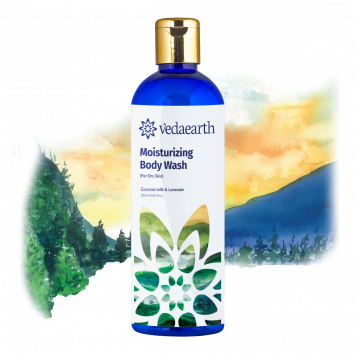 vedaearth
Moisturizing
Body Wash
(For Dry Skin)
Coconut milk & Lavender